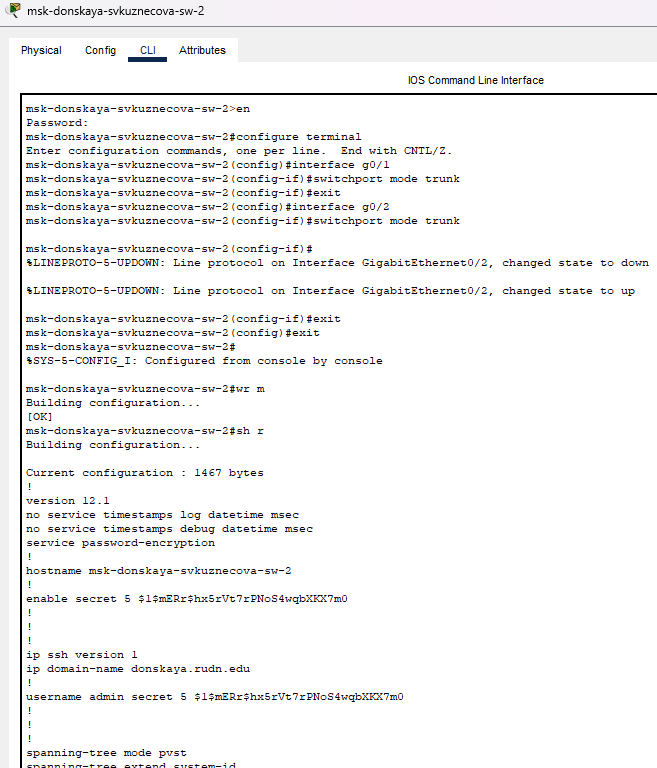 msk-donskaya-svkuznecova-sw-2
Physical Config CLI Attributes
IOS Command Line Interface
msk-donskaya-svkuznecova-sw-2>en
Password:
msk-donskaya-svkuznecova-sw-2#configure terminal
Enter configuration commands, one per line.  End with CNTL/Z.
msk-donskaya-svkuznecova-sw-2(config)#interface g0/1
msk-donskaya-svkuznecova-sw-2(config-if)#switchport mode trunk
msk-donskaya-svkuznecova-sw-2(config-if)#exit
msk-donskaya-svkuznecova-sw-2(config)#interface g0/2
msk-donskaya-svkuznecova-sw-2(config-if)#switchport mode trunk
msk-donskaya-svkuznecova-sw-2(config-if)#
%LINEPROTO-5-UPDOWN: Line protocol on Interface GigabitEthernet0/2, changed state to down
%LINEPROTO-5-UPDOWN: Line protocol on Interface GigabitEthernet0/2, changed state to up
msk-donskaya-svkuznecova-sw-2(config-if)#exit
msk-donskaya-svkuznecova-sw-2(config)#exit
msk-donskaya-svkuznecova-sw-2#
%SYS-5-CONFIG_I: Configured from console by console
msk-donskaya-svkuznecova-sw-2#wr m
Building configuration...
[OK]
msk-donskaya-svkuznecova-sw-2#sh r
Building configuration...
Current configuration : 1467 bytes
!
version 12.1
no service timestamps log datetime msec
no service timestamps debug datetime msec
service password-encryption
!
hostname msk-donskaya-svkuznecova-sw-2
!
enable secret 5 $1$mERr$hx5rVt7rPNoS4wqbXKX7m0
!
!
!
ip ssh version 1
ip domain-name donskaya.rudn.edu
!
username admin secret 5 $1$mERr$hx5rVt7rPNoS4wqbXKX7m0
!
!
!
spanning-tree mode pvst
spanning-tree extend system-id